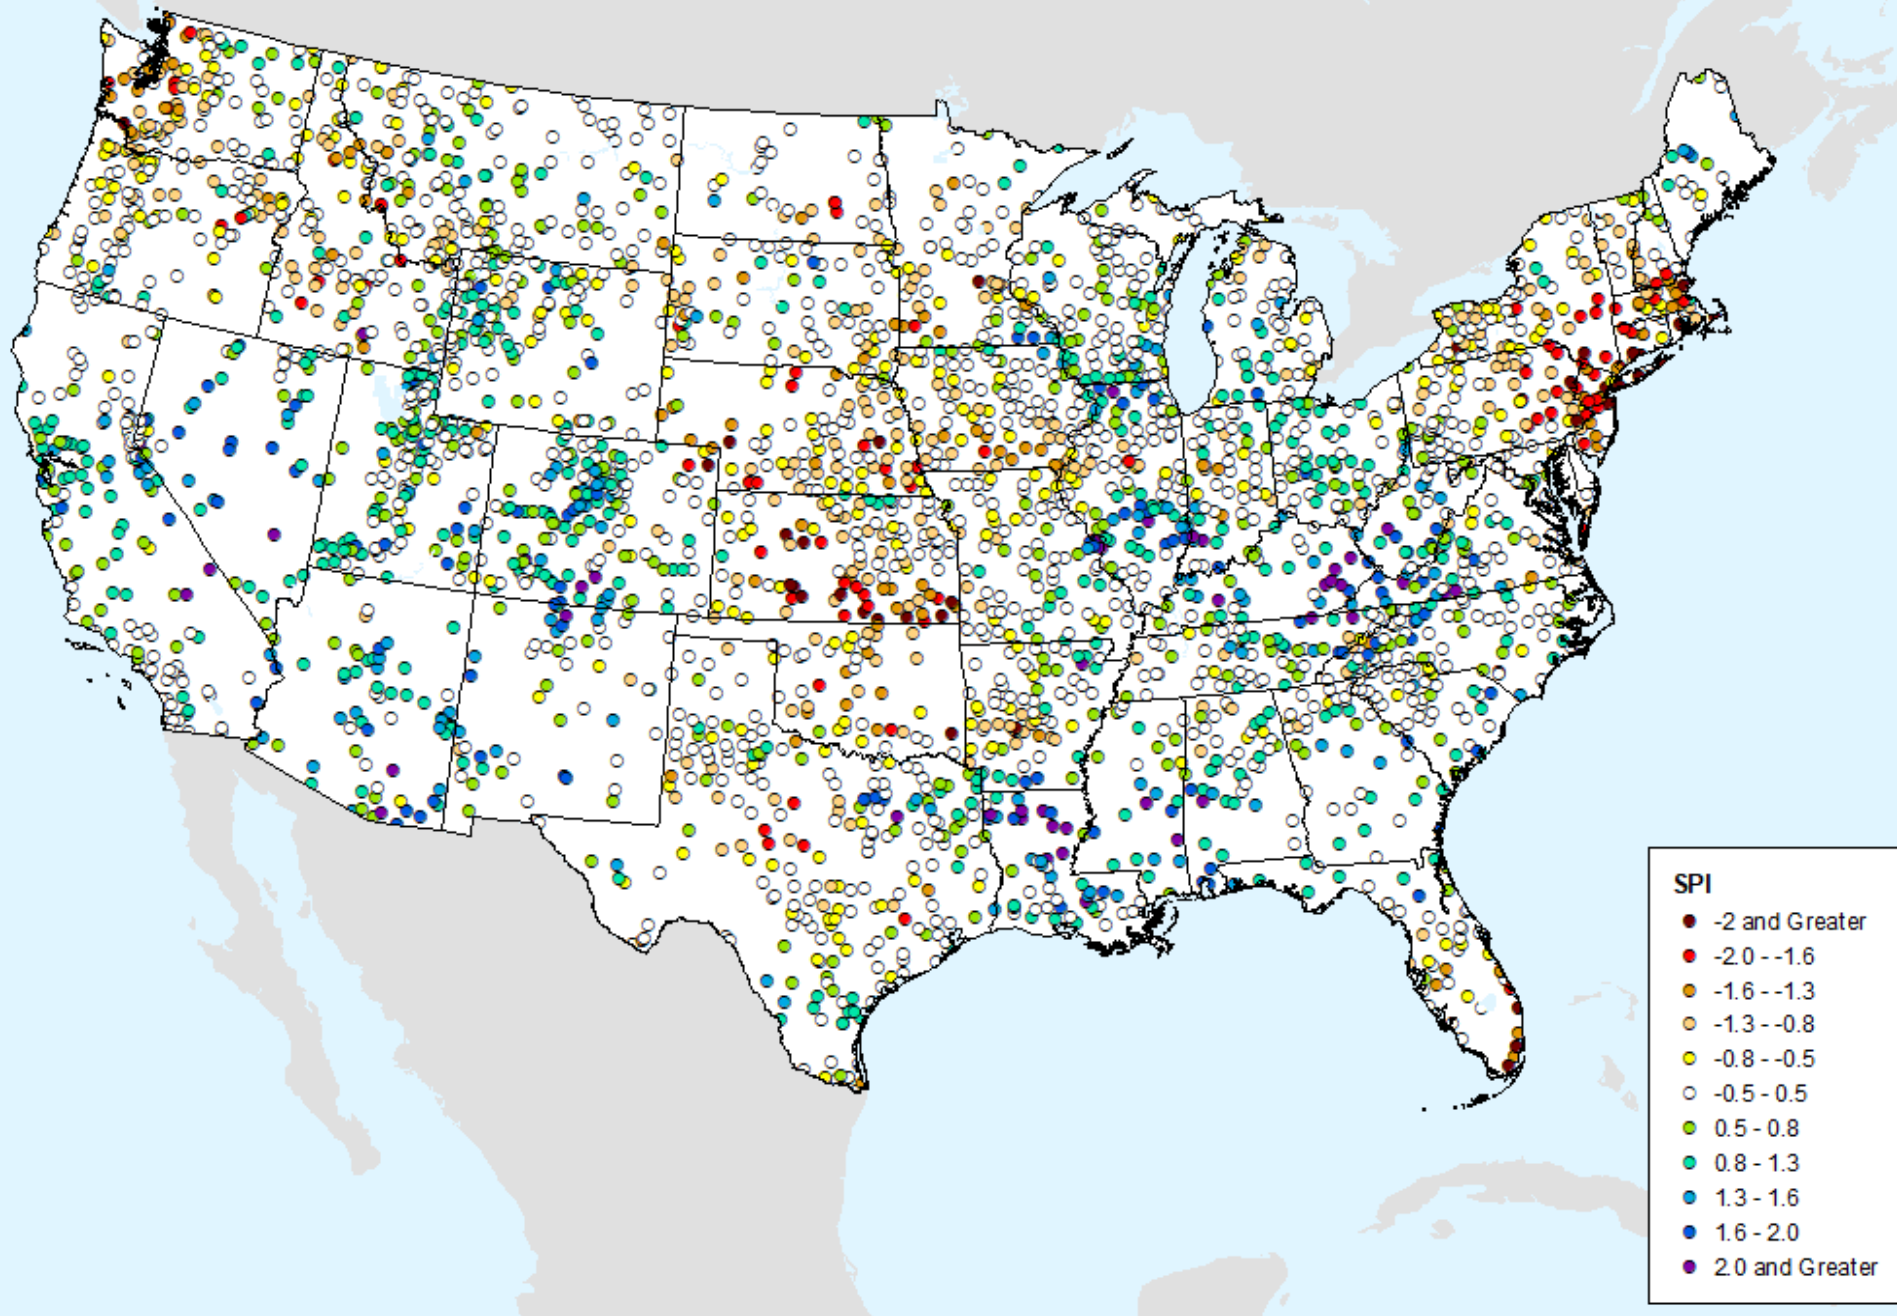 SPI
-2 and Greater
-2.0 - -1.6
-1.6 - -1.3
-1.3 - -0.8
-0.8 - -0.5
-0.5 - 0.5
0.5 - 0.8
0.8 - 1.3
1.3 - 1.6
1.6 - 2.0
2.0 and Greater